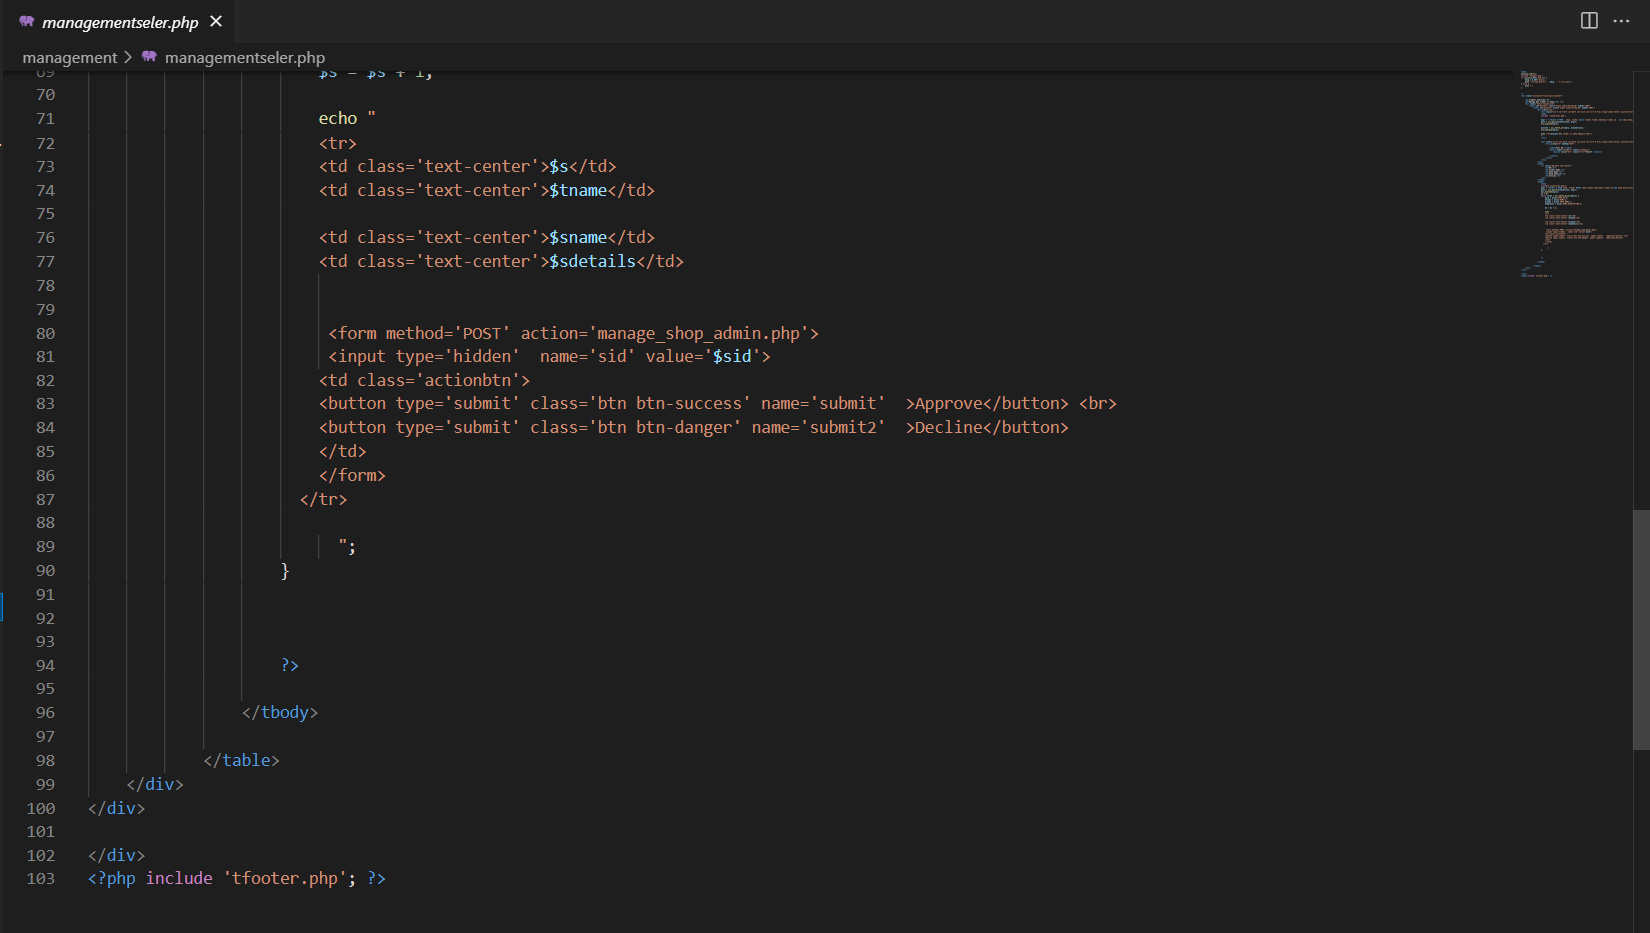 managementseler.php
management > managementseler.php
69 $s = $s + 1;
70
71 echo "
72 <tr>
73 <td class='text-center'>$s</td>
74 <td class='text-center'>$tname</td>
75
76 <td class='text-center'>$sname</td>
77 <td class='text-center'>$sdetails</td>
78
79
80 <form method='POST' action='manage_shop_admin.php'>
81 <input type='hidden'  name='sid' value='$sid'>
82 <td class='actionbtn'>
83 <button type='submit' class='btn btn-success' name='submit'  >Approve</button> <br>
84 <button type='submit' class='btn btn-danger' name='submit2'  >Decline</button>
85 </td>
86 </form>
87 </tr>
88
89 ";
90 }
91
92
93
94 ?>
95
96 </tbody>
97
98 </table>
99 </div>
100 </div>
101
102 </div>
103 <?php include 'tfooter.php'; ?>